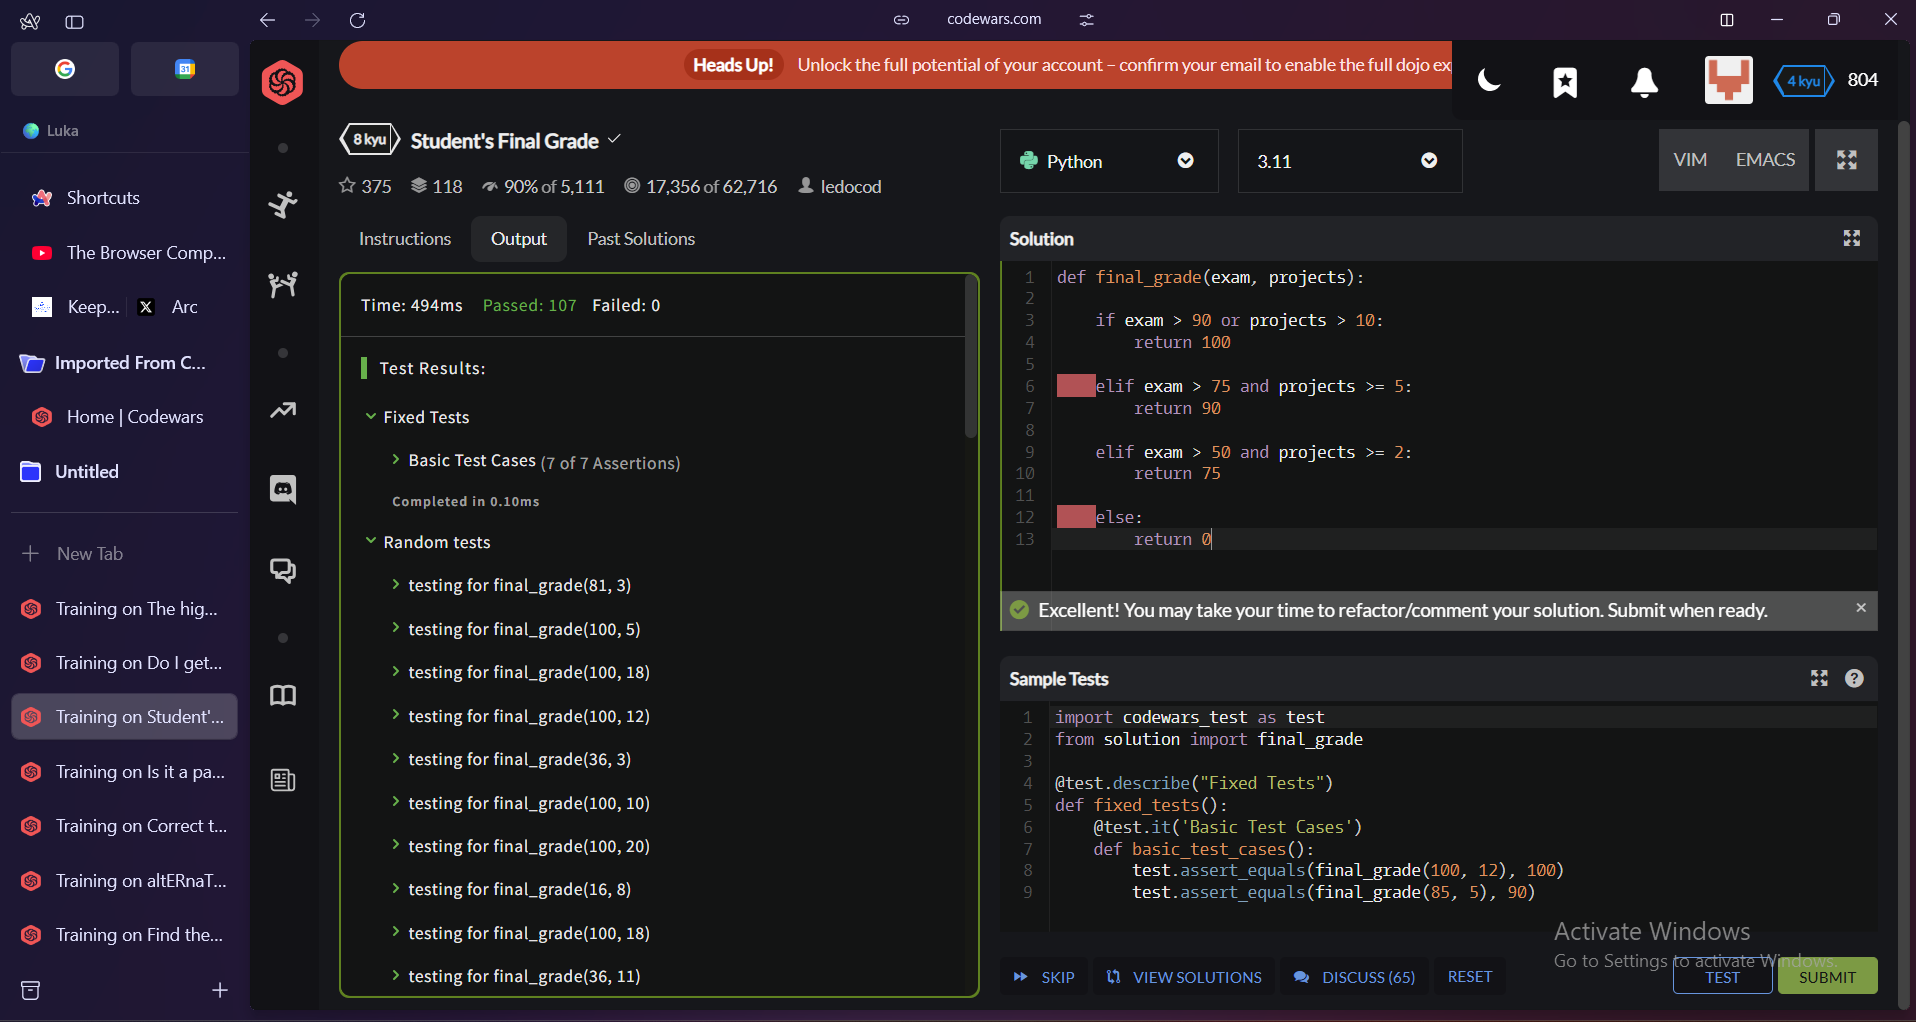 codewars.com
31
Luka
Shortcuts
The Browser Comp...
Keep...
X
Arc
Imported From C...
Home | Codewars
Untitled
New Tab
Training on The hig...
Training on Do I get...
Training on Student'...
Training on Is it a pa...
Training on Correct t...
Training on altERnaT...
Training on Find the...
Heads Up! Unlock the full potential of your account – confirm your email to enable the full dojo ex
4 kyu 804
8 kyu Student's Final Grade
375 118 90% of 5,111 17,356 of 62,716 ledocod
Python
3.11
VIM EMACS
Instructions Output Past Solutions
Time: 494ms Passed: 107 Failed: 0
Test Results:
Fixed Tests
Basic Test Cases (7 of 7 Assertions)
Completed in 0.10ms
Random tests
testing for final_grade(81, 3)
testing for final_grade(100, 5)
testing for final_grade(100, 18)
testing for final_grade(100, 12)
testing for final_grade(36, 3)
testing for final_grade(100, 10)
testing for final_grade(100, 20)
testing for final_grade(16, 8)
testing for final_grade(100, 18)
testing for final_grade(36, 11)
Solution
1 def final_grade(exam, projects):
2
3     if exam > 90 or projects > 10:
4         return 100
5
6     elif exam > 75 and projects >= 5:
7         return 90
8
9     elif exam > 50 and projects >= 2:
10         return 75
11
12     else:
13         return 0
Excellent! You may take your time to refactor/comment your solution. Submit when ready.
Sample Tests
?
1 import codewars_test as test
2 from solution import final_grade
3
4 @test.describe("Fixed Tests")
5 def fixed_tests():
6     @test.it('Basic Test Cases')
7     def basic_test_cases():
8         test.assert_equals(final_grade(100, 12), 100)
9         test.assert_equals(final_grade(85, 5), 90)
Activate Windows
Go to Settings to activate Windows.
SKIP VIEW SOLUTIONS DISCUSS (65) RESET TEST SUBMIT